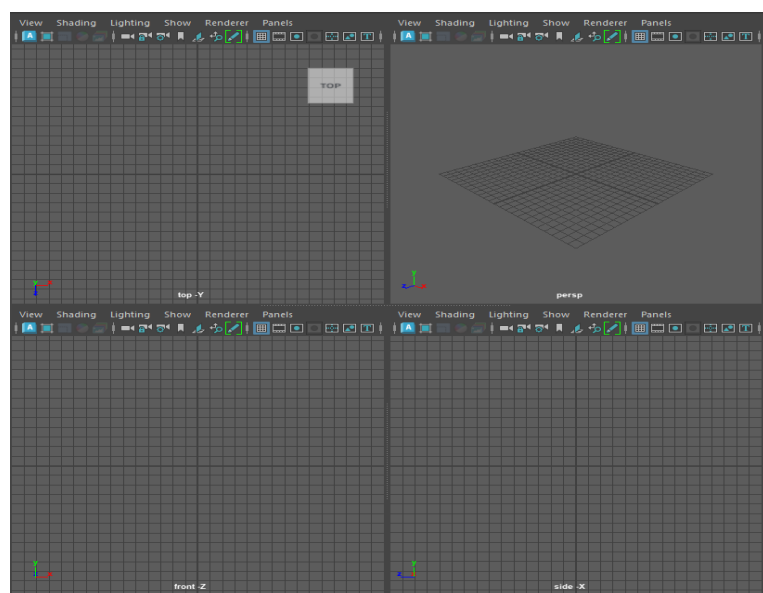 View Shading Lighting Show Renderer Panels
View Shading Lighting Show Renderer Panels
TOP
y
top -Y
y
z x
persp
View Shading Lighting Show Renderer Panels
View Shading Lighting Show Renderer Panels
y
front -Z
y
z
side -X